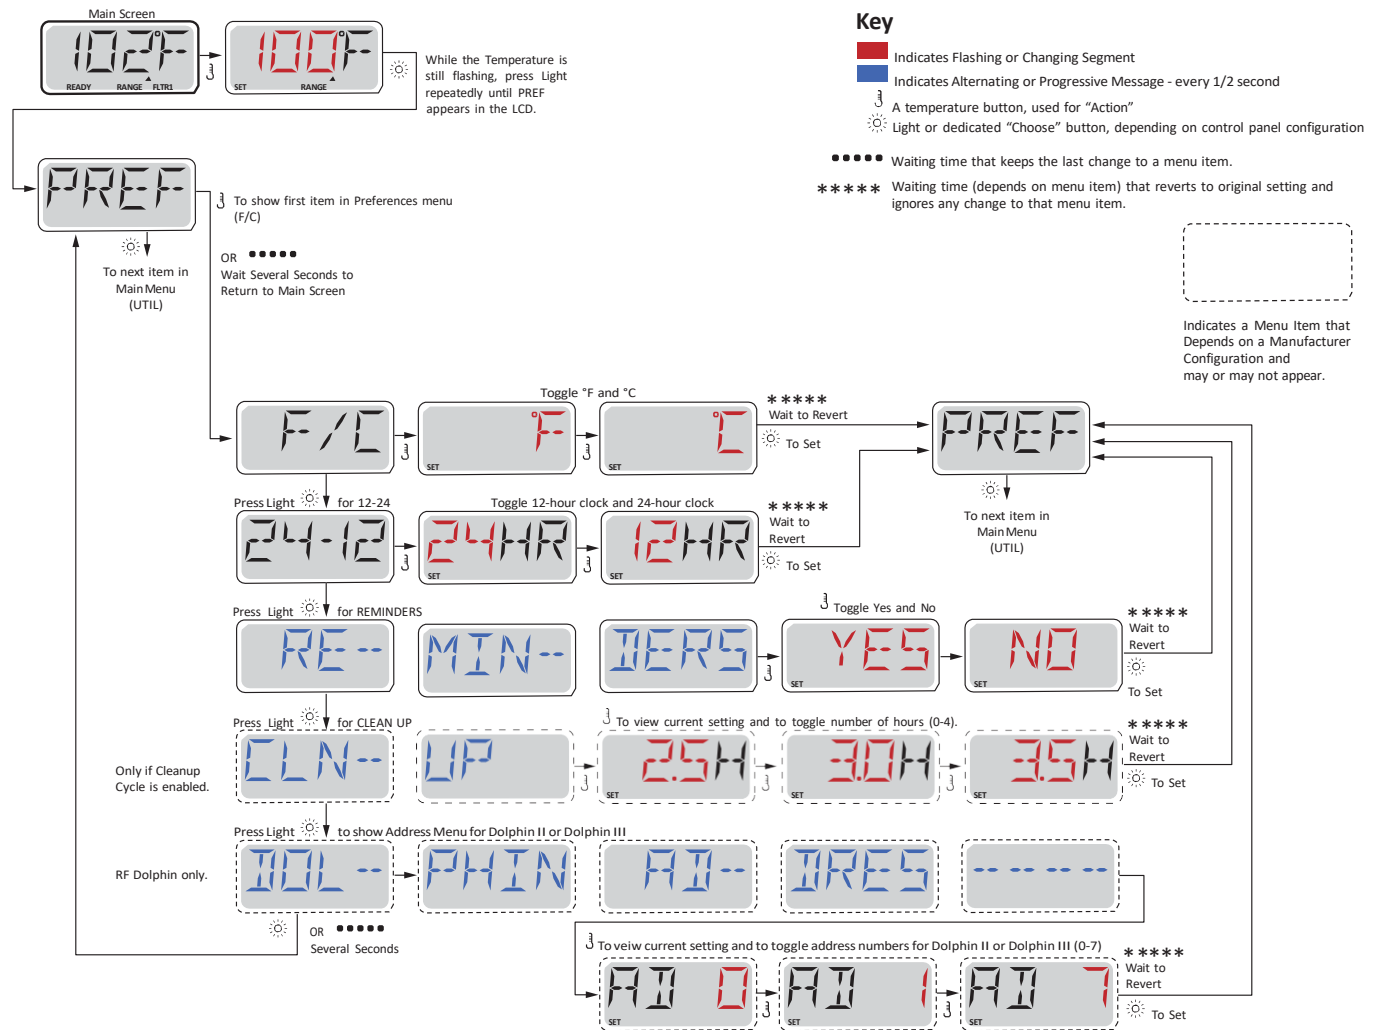 Main Screen
102°F
READY RANGE FLTR1
100°F
SET RANGE
While the Temperature is
still flashing, press Light
repeatedly until PREF
appears in the LCD.
Key
Indicates Flashing or Changing Segment
Indicates Alternating or Progressive Message - every 1/2 second
A temperature button, used for “Action”
Light or dedicated “Choose” button, depending on control panel configuration
Waiting time that keeps the last change to a menu item.
***** Waiting time (depends on menu item) that reverts to original setting and
ignores any change to that menu item.
Indicates a Menu Item that
Depends on a Manufacturer
Configuration and
may or may not appear.
PREF
To show first item in Preferences menu
(F/C)
OR •••••
Wait Several Seconds to
Return to Main Screen
To next item in
Main Menu
(UTIL)
Toggle °F and °C
F/C
°F
SET
°C
SET
*****
Wait to Revert
To Set
PREF
To next item in
Main Menu
(UTIL)
Press Light for 12-24
Toggle 12-hour clock and 24-hour clock
24-12
24HR
SET
12HR
SET
*****
Wait to
Revert
To Set
Press Light for REMINDERS
Toggle Yes and No
RE--
MIN--
DERS
YES
SET
NO
SET
*****
Wait to
Revert
To Set
Press Light for CLEAN UP
To view current setting and to toggle number of hours (0-4).
Only if Cleanup
Cycle is enabled.
CLN--
UP
2.5H
SET
3.0H
SET
3.5H
SET
*****
Wait to
Revert
To Set
Press Light to show Address Menu for Dolphin II or Dolphin III
RF Dolphin only.
DOL--
PHIN
AD--
DRES
-----
OR •••••
Several Seconds
To veiw current setting and to toggle address numbers for Dolphin II or Dolphin III (0-7)
AD 0
SET
AD 1
SET
AD 7
SET
*****
Wait to
Revert
To Set